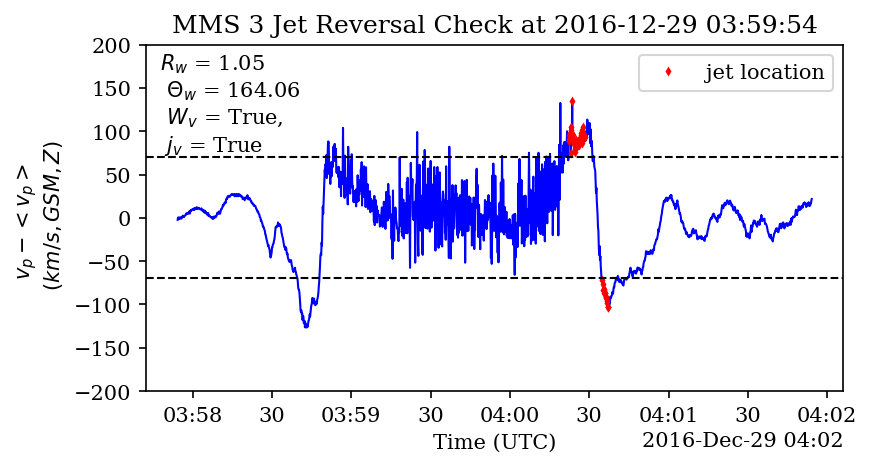 MMS 3 Jet Reversal Check at 2016-12-29 03:59:54
R_w = 1.05
Θ_w = 164.06
W_v = True,
j_v = True
jet location
v_p − < v_p >
(km/s, GSM, Z)
200
150
100
50
0
−50
−100
−150
−200
03:58 30 03:59 30 04:00 30 04:01 30 04:02
Time (UTC)
2016-Dec-29 04:02